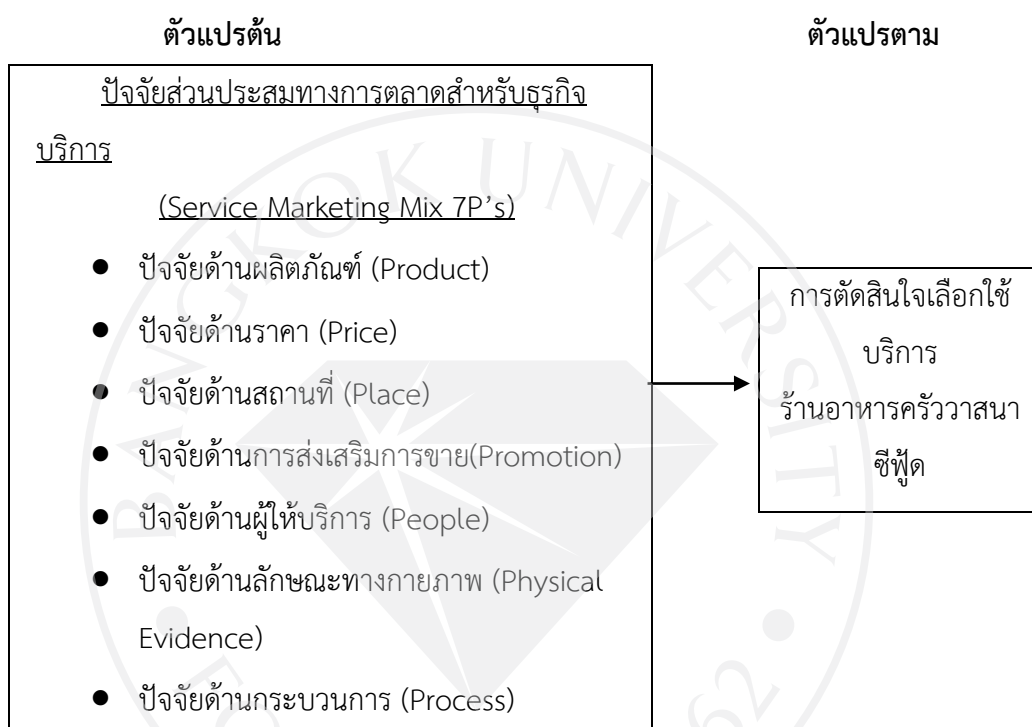 ตัวแปรต้น
ตัวแปรตาม
ปัจจัยส่วนประสมทางการตลาดสำหรับธุรกิจ
บริการ
(Service Marketing Mix 7P's)
● ปัจจัยด้านผลิตภัณฑ์ (Product)
● ปัจจัยด้านราคา (Price)
● ปัจจัยด้านสถานที่ (Place)
● ปัจจัยด้านการส่งเสริมการขาย(Promotion)
● ปัจจัยด้านผู้ให้บริการ (People)
● ปัจจัยด้านลักษณะทางกายภาพ (Physical
Evidence)
● ปัจจัยด้านกระบวนการ (Process)
การตัดสินใจเลือกใช้
บริการ
ร้านอาหารครัววาสนา
ซีฟู้ด
BANGKOK UNIVERSITY